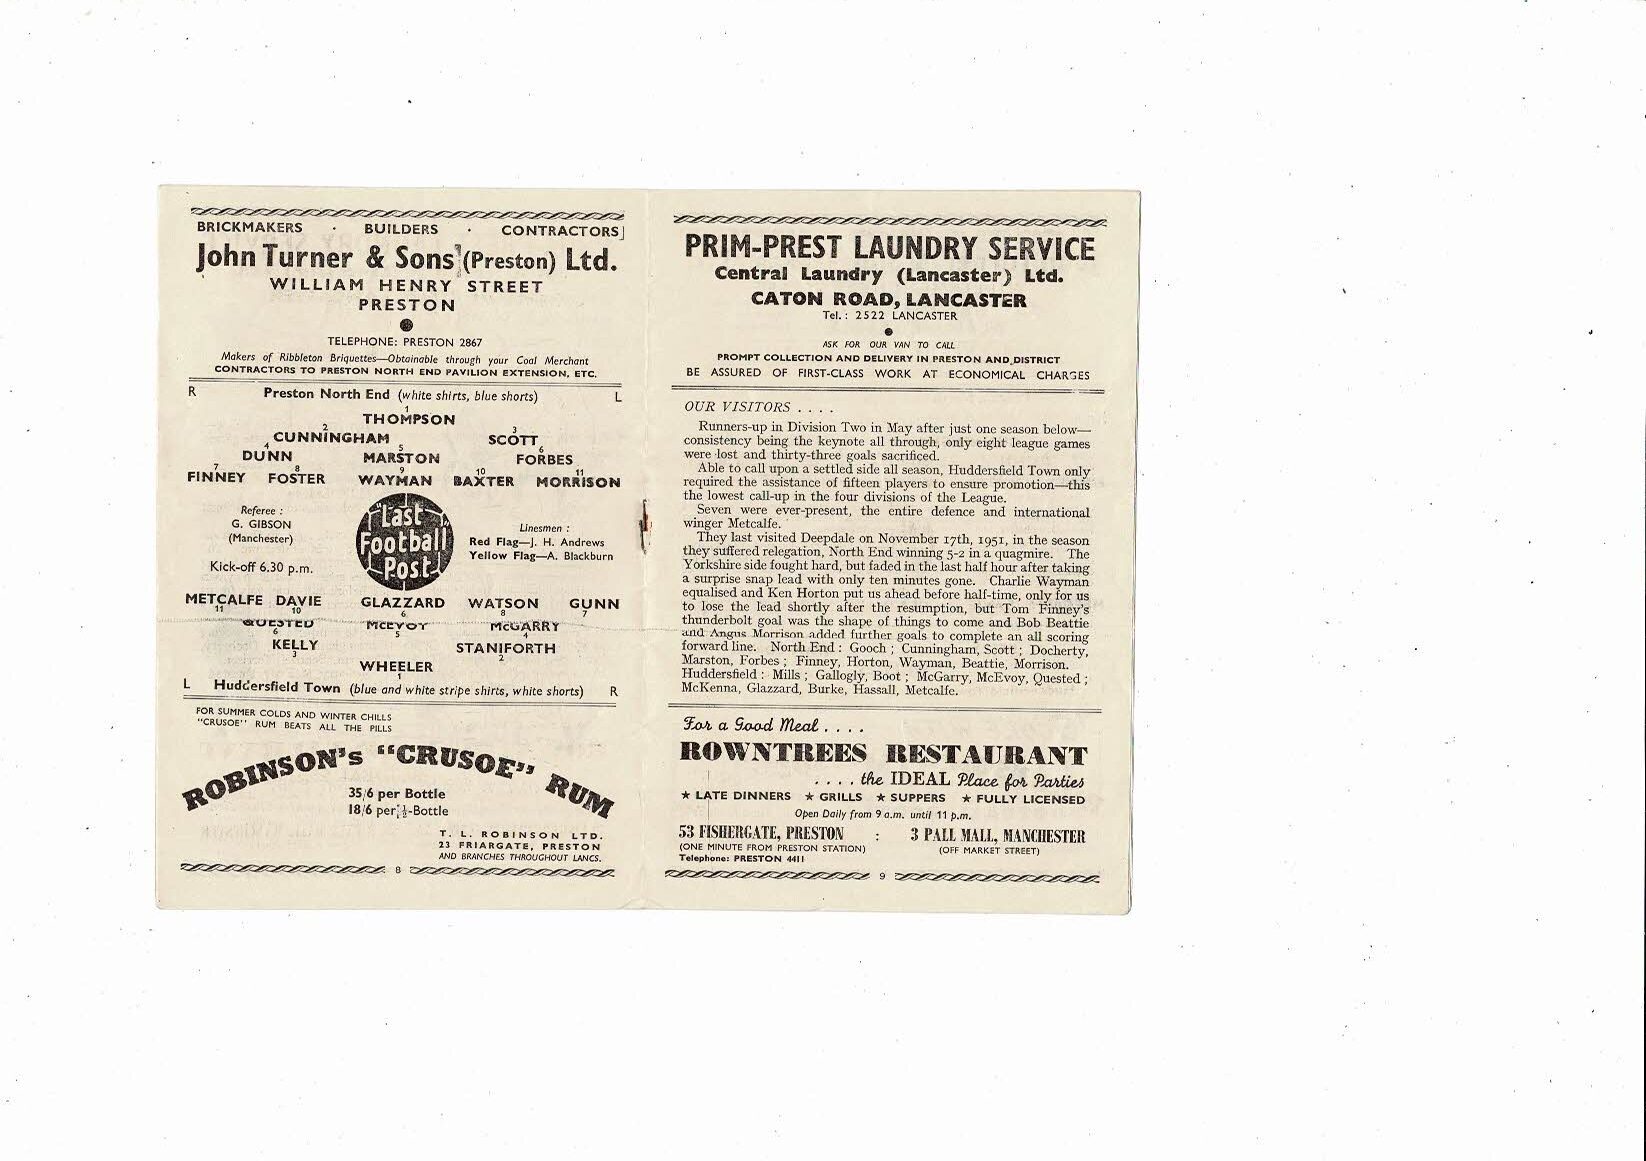 BRICKMAKERS · BUILDERS · CONTRACTORS
John Turner & Sons (Preston) Ltd.
WILLIAM HENRY STREET
PRESTON
TELEPHONE: PRESTON 2867
Makers of Ribbleton Briquettes—Obtainable through your Coal Merchant
CONTRACTORS TO PRESTON NORTH END PAVILION EXTENSION, ETC.
R Preston North End (white shirts, blue shorts) L
1
THOMPSON
2 3
CUNNINGHAM SCOTT
4 5 6
DUNN MARSTON FORBES
7 8 9 10 11
FINNEY FOSTER WAYMAN BAXTER MORRISON
Referee :
G. GIBSON
(Manchester)
Kick-off 6.30 p.m.
"Last
Football
Post"
Linesmen :
Red Flag—J. H. Andrews
Yellow Flag—A. Blackburn
METCALFE DAVIE GLAZZARD WATSON GUNN
11 10 6 8 7
QUESTED McEVOY McGARRY
6 5 4
KELLY STANIFORTH
3 2
WHEELER
1
L Huddersfield Town (blue and white stripe shirts, white shorts) R
FOR SUMMER COLDS AND WINTER CHILLS
"CRUSOE" RUM BEATS ALL THE PILLS
ROBINSON's "CRUSOE" RUM
35/6 per Bottle
18/6 per ½-Bottle
T. L. ROBINSON LTD.
23 FRIARGATE, PRESTON
AND BRANCHES THROUGHOUT LANCS.
8
PRIM-PREST LAUNDRY SERVICE
Central Laundry (Lancaster) Ltd.
CATON ROAD, LANCASTER
Tel.: 2522 LANCASTER
ASK FOR OUR VAN TO CALL
PROMPT COLLECTION AND DELIVERY IN PRESTON AND DISTRICT
BE ASSURED OF FIRST-CLASS WORK AT ECONOMICAL CHARGES
OUR VISITORS . . . .
Runners-up in Division Two in May after just one season below—
consistency being the keynote all through, only eight league games
were lost and thirty-three goals sacrificed.
Able to call upon a settled side all season, Huddersfield Town only
required the assistance of fifteen players to ensure promotion—this
the lowest call-up in the four divisions of the League.
Seven were ever-present, the entire defence and international
winger Metcalfe.
They last visited Deepdale on November 17th, 1951, in the season
they suffered relegation, North End winning 5-2 in a quagmire. The
Yorkshire side fought hard, but faded in the last half hour after taking
a surprise snap lead with only ten minutes gone. Charlie Wayman
equalised and Ken Horton put us ahead before half-time, only for us
to lose the lead shortly after the resumption, but Tom Finney's
thunderbolt goal was the shape of things to come and Bob Beattie
and Angus Morrison added further goals to complete an all scoring
forward line. North End : Gooch ; Cunningham, Scott ; Docherty,
Marston, Forbes ; Finney, Horton, Wayman, Beattie, Morrison.
Huddersfield : Mills ; Gallogly, Boot ; McGarry, McEvoy, Quested ;
McKenna, Glazzard, Burke, Hassall, Metcalfe.
For a Good Meal . . . .
ROWNTREES RESTAURANT
. . . . the IDEAL Place for Parties
★ LATE DINNERS ★ GRILLS ★ SUPPERS ★ FULLY LICENSED
Open Daily from 9 a.m. until 11 p.m.
53 FISHERGATE, PRESTON : 3 PALL MALL, MANCHESTER
(ONE MINUTE FROM PRESTON STATION) (OFF MARKET STREET)
Telephone: PRESTON 4411
9